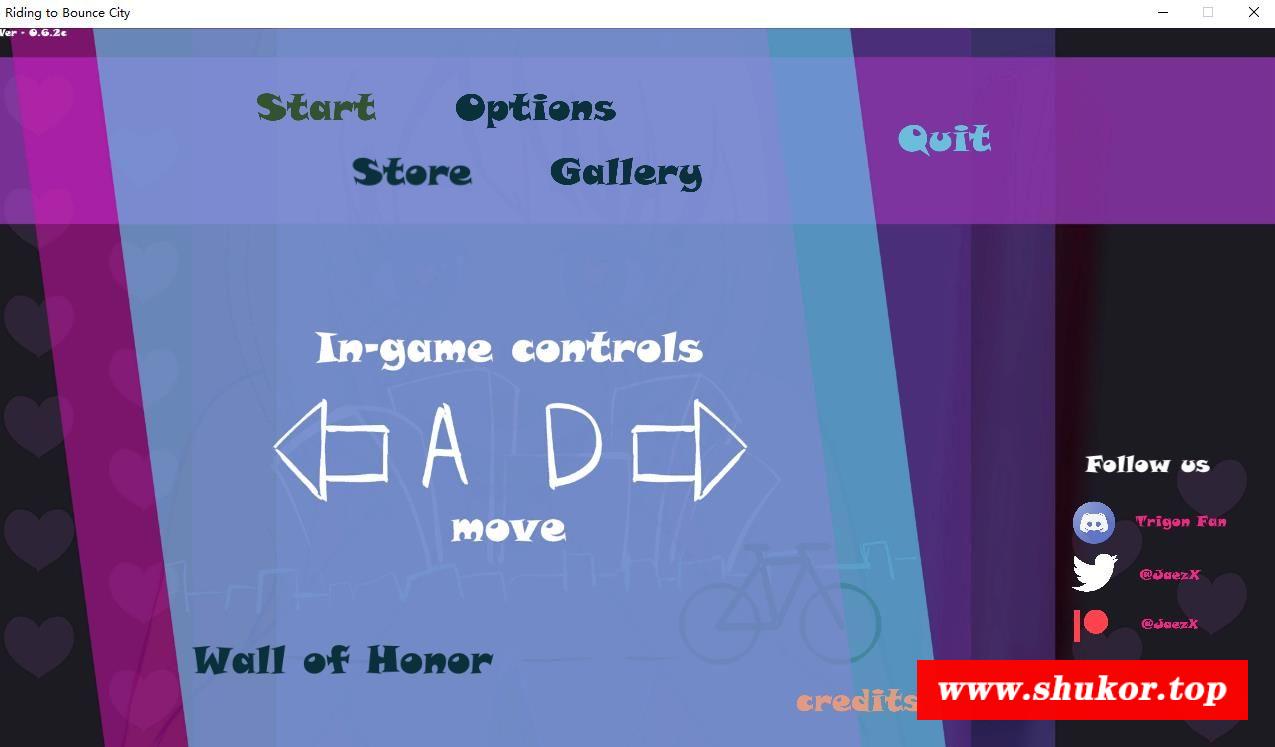 Riding to Bounce City
Ver - 0.6.2c
Start Options
Quit
Store Gallery
In-game controls
A D
move
Follow us
Trigon Fan
@JaezX
@JaezX
Wall of Honor
credits
www.shukor.top